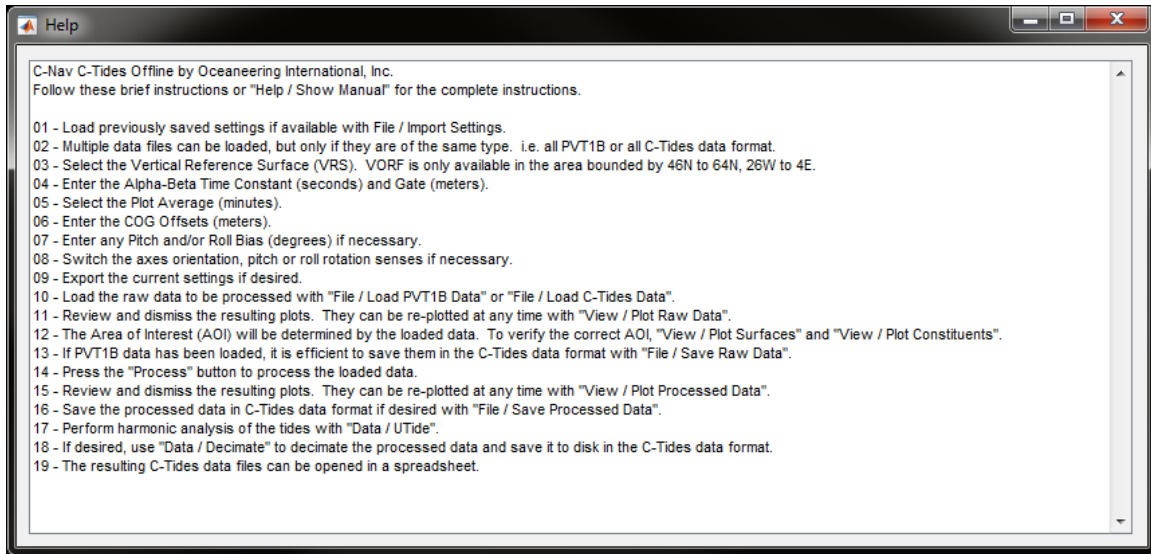 Help
C-Nav C-Tides Offline by Oceaneering International, Inc.
Follow these brief instructions or "Help / Show Manual" for the complete instructions.
01 - Load previously saved settings if available with File / Import Settings.
02 - Multiple data files can be loaded, but only if they are of the same type.  i.e. all PVT1B or all C-Tides data format.
03 - Select the Vertical Reference Surface (VRS).  VORF is only available in the area bounded by 46N to 64N, 26W to 4E.
04 - Enter the Alpha-Beta Time Constant (seconds) and Gate (meters).
05 - Select the Plot Average (minutes).
06 - Enter the COG Offsets (meters).
07 - Enter any Pitch and/or Roll Bias (degrees) if necessary.
08 - Switch the axes orientation, pitch or roll rotation senses if necessary.
09 - Export the current settings if desired.
10 - Load the raw data to be processed with "File / Load PVT1B Data" or "File / Load C-Tides Data".
11 - Review and dismiss the resulting plots.  They can be re-plotted at any time with "View / Plot Raw Data".
12 - The Area of Interest (AOI) will be determined by the loaded data.  To verify the correct AOI, "View / Plot Surfaces" and "View / Plot Constituents".
13 - If PVT1B data has been loaded, it is efficient to save them in the C-Tides data format with "File / Save Raw Data".
14 - Press the "Process" button to process the loaded data.
15 - Review and dismiss the resulting plots.  They can be re-plotted at any time with "View / Plot Processed Data".
16 - Save the processed data in C-Tides data format if desired with "File / Save Processed Data".
17 - Perform harmonic analysis of the tides with "Data / UTide".
18 - If desired, use "Data / Decimate" to decimate the processed data and save it to disk in the C-Tides data format.
19 - The resulting C-Tides data files can be opened in a spreadsheet.